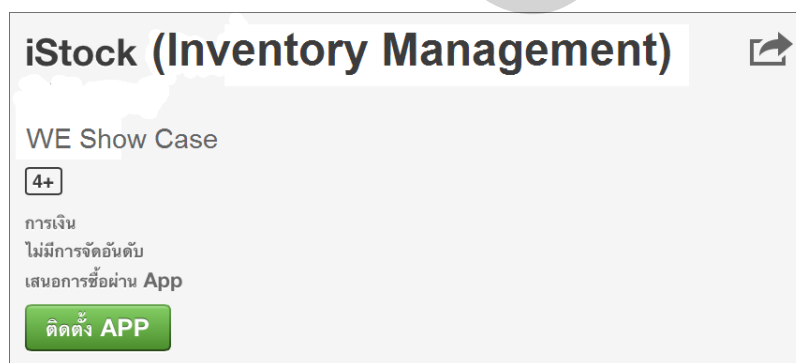 iStock (Inventory Management)
WE Show Case
4+
การเงิน
ไม่มีการจัดอันดับ
เสนอการซื้อผ่าน App
ติดตั้ง APP